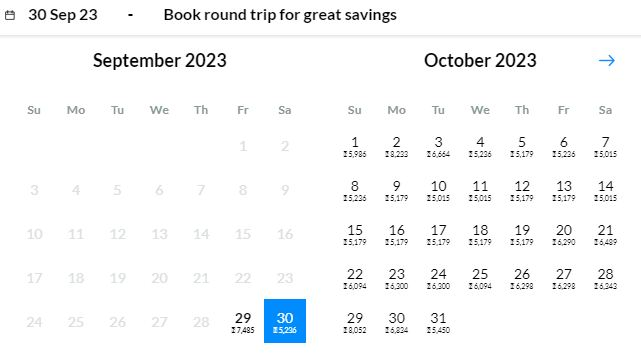 30 Sep 23 - Book round trip for great savings
September 2023 October 2023
Su Mo Tu We Th Fr Sa Su Mo Tu We Th Fr Sa
1 2 1 2 3 4 5 6 7
₹5,986 ₹8,233 ₹6,664 ₹5,236 ₹5,179 ₹5,236 ₹5,015
3 4 5 6 7 8 9 8 9 10 11 12 13 14
₹5,236 ₹5,179 ₹5,015 ₹5,015 ₹5,179 ₹5,179 ₹5,015
10 11 12 13 14 15 16 15 16 17 18 19 20 21
₹5,179 ₹5,179 ₹5,179 ₹5,179 ₹5,179 ₹6,290 ₹6,489
17 18 19 20 21 22 23 22 23 24 25 26 27 28
₹6,094 ₹6,300 ₹6,300 ₹6,094 ₹6,298 ₹6,298 ₹6,343
24 25 26 27 28 29 30 29 30 31
₹7,485 ₹5,236 ₹8,052 ₹6,834 ₹5,450